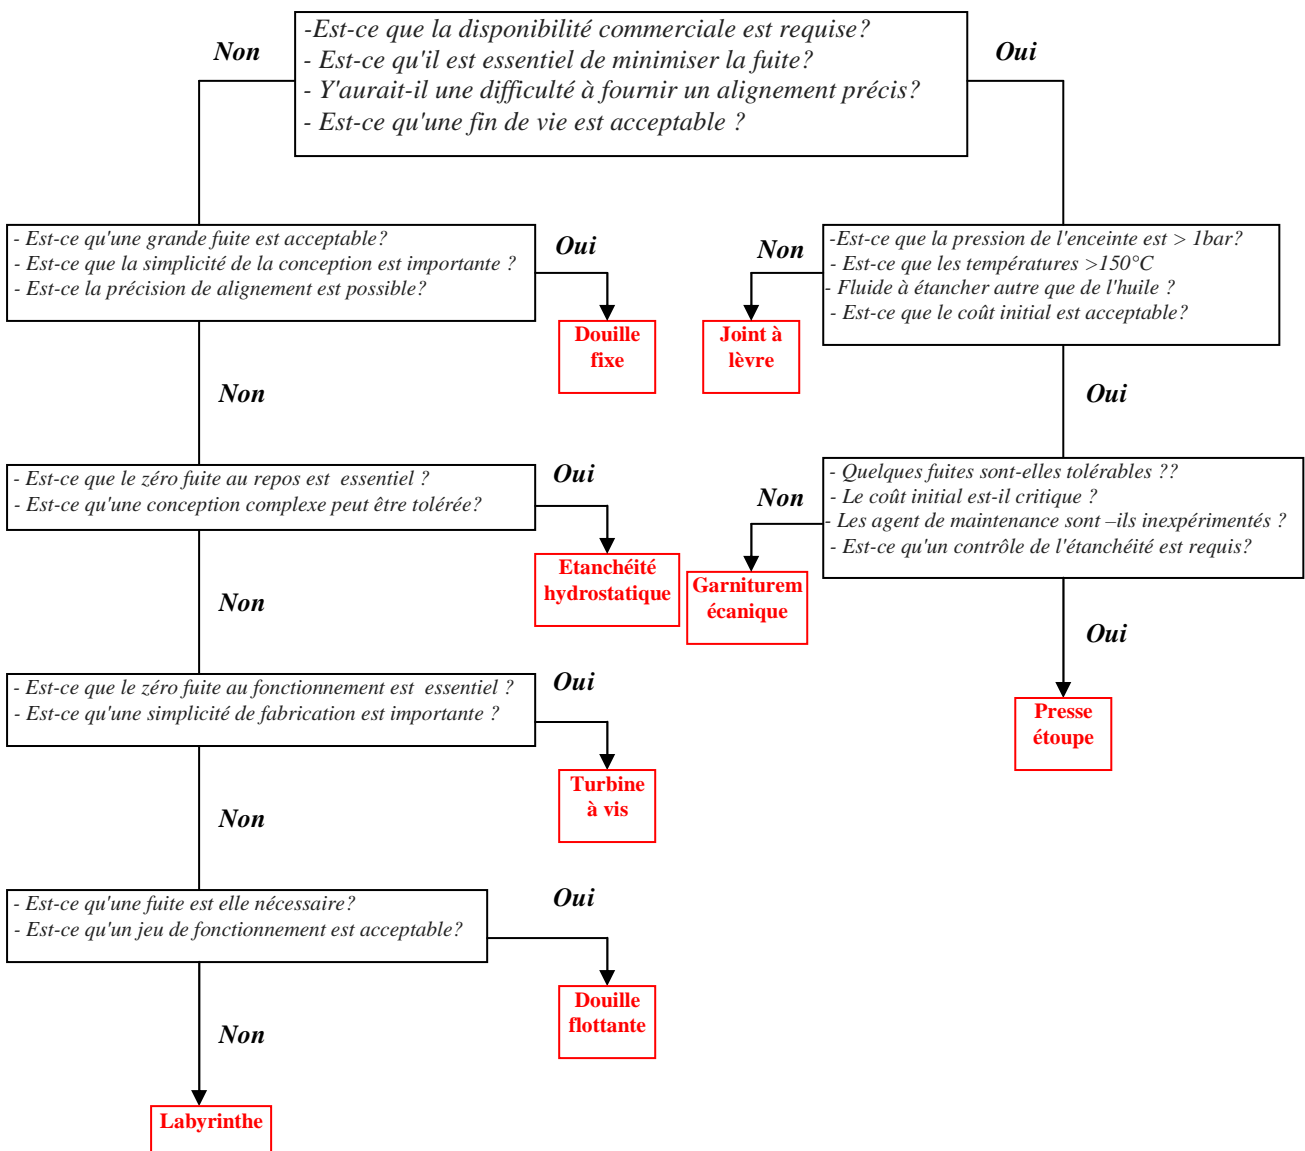 -Est-ce que la disponibilité commerciale est requise?
- Est-ce qu'il est essentiel de minimiser la fuite?
- Y'aurait-il une difficulté à fournir un alignement précis?
- Est-ce qu'une fin de vie est acceptable ?
Non
Oui
- Est-ce qu'une grande fuite est acceptable?
- Est-ce que la simplicité de la conception est importante ?
- Est-ce la précision de alignement est possible?
Oui
Douille
fixe
Non
-Est-ce que la pression de l'enceinte est > 1bar?
- Est-ce que les températures >150°C
- Fluide à étancher autre que de l'huile ?
- Est-ce que le coût initial est acceptable?
Joint à
lèvre
Non
Oui
- Est-ce que le zéro fuite au repos est essentiel ?
- Est-ce qu'une conception complexe peut être tolérée?
Oui
Etanchéité
hydrostatique
Non
- Quelques fuites sont-elles tolérables ??
- Le coût initial est-il critique ?
- Les agent de maintenance sont –ils inexpérimentés ?
- Est-ce qu'un contrôle de l'étanchéité est requis?
Garniturem
écanique
Non
Oui
- Est-ce que le zéro fuite au fonctionnement est essentiel ?
- Est-ce qu'une simplicité de fabrication est importante ?
Oui
Turbine
à vis
Presse
étoupe
Non
- Est-ce qu'une fuite est elle nécessaire?
- Est-ce qu'un jeu de fonctionnement est acceptable?
Oui
Douille
flottante
Non
Labyrinthe